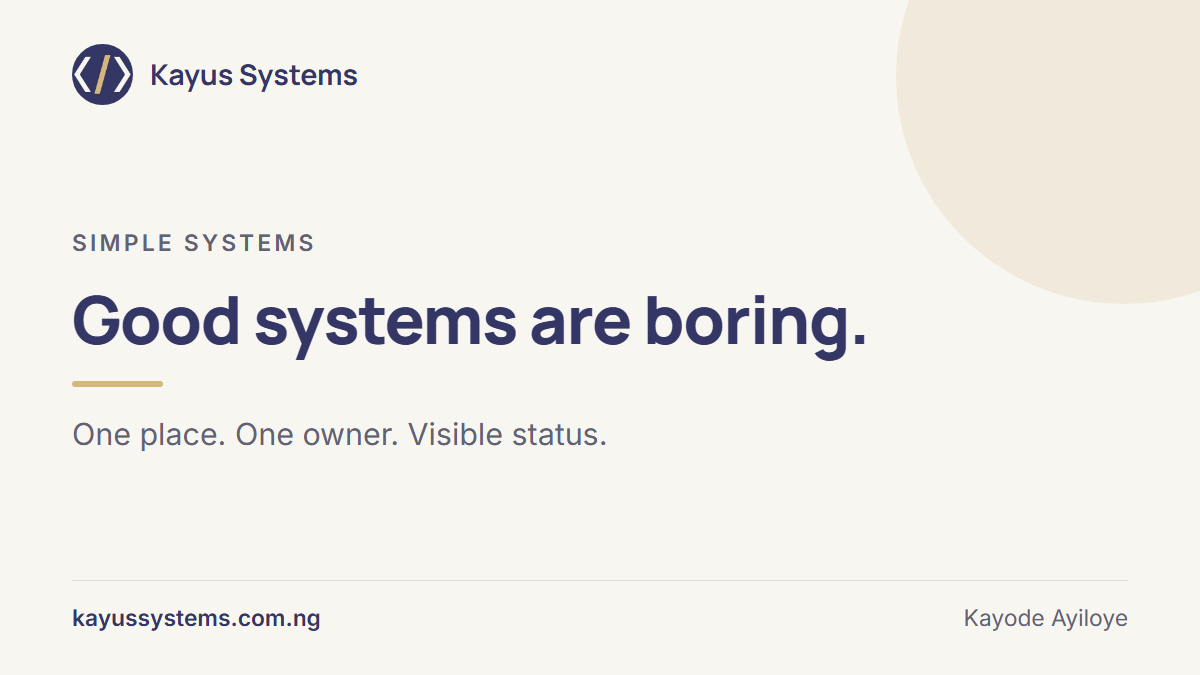 Kayus Systems
SIMPLE SYSTEMS
Good systems are boring.
One place. One owner. Visible status.
kayussystems.com.ng
Kayode Ayiloye